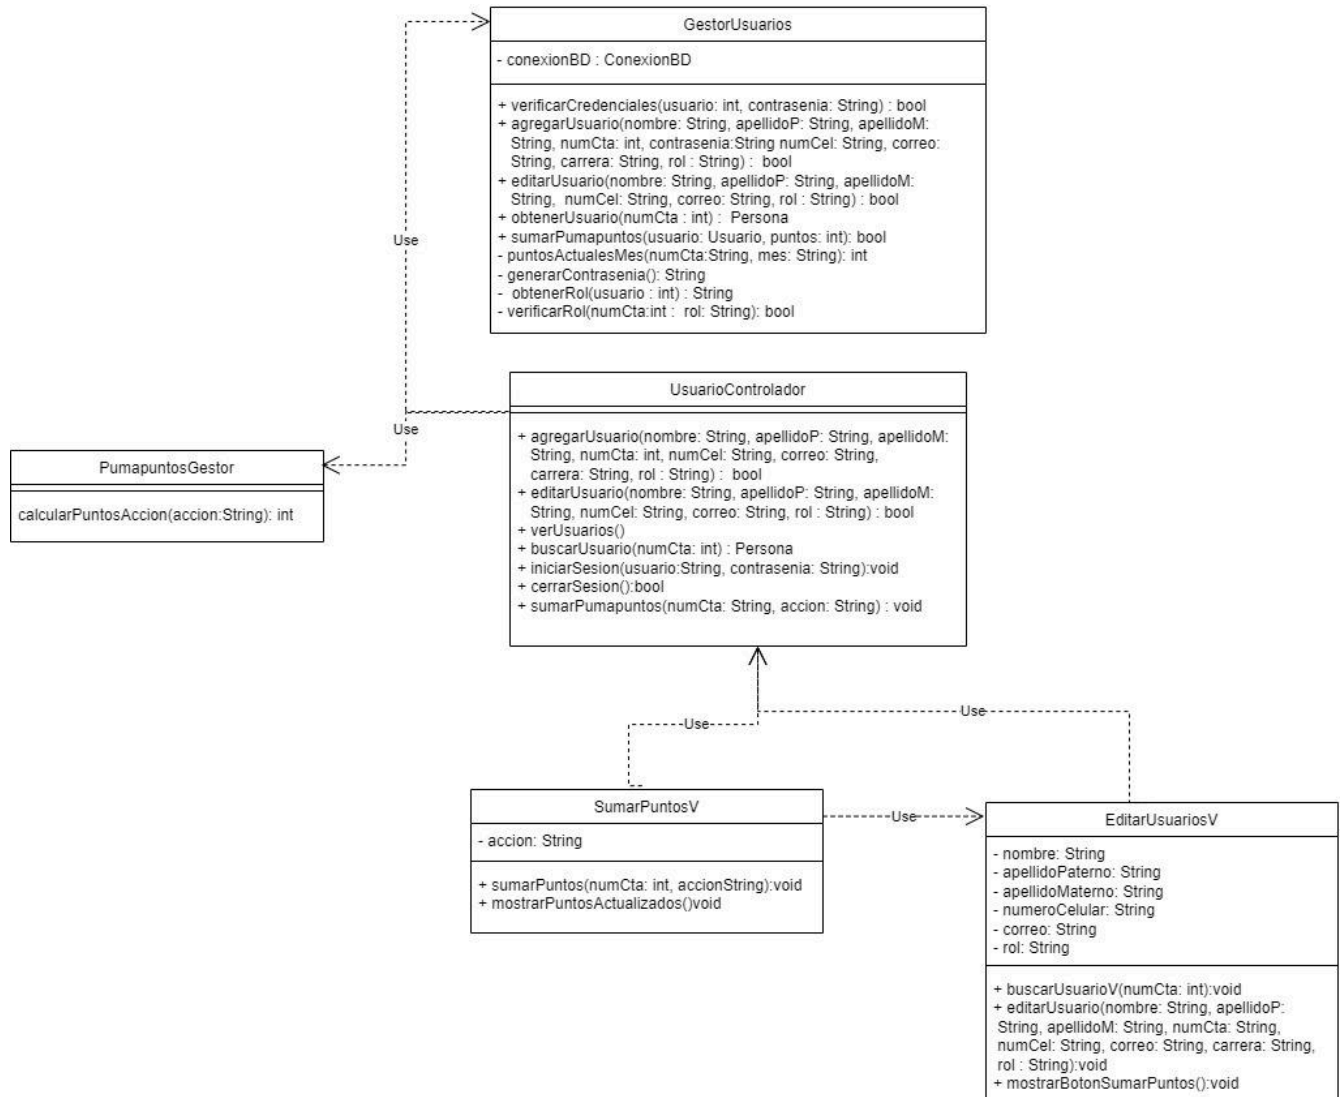 GestorUsuarios
- conexionBD : ConexionBD
+ verificarCredenciales(usuario: int, contrasenia: String) : bool
+ agregarUsuario(nombre: String, apellidoP: String, apellidoM:
String, numCta: int, contrasenia:String numCel: String, correo:
String, carrera: String, rol : String) :  bool
+ editarUsuario(nombre: String, apellidoP: String, apellidoM:
String,  numCel: String, correo: String, rol : String) : bool
+ obtenerUsuario(numCta : int) :  Persona
+ sumarPumapuntos(usuario: Usuario, puntos: int): bool
- puntosActualesMes(numCta:String, mes: String): int
- generarContrasenia(): String
-  obtenerRol(usuario : int) : String
- verificarRol(numCta:int :  rol: String): bool
Use
UsuarioControlador
+ agregarUsuario(nombre: String, apellidoP: String, apellidoM:
String, numCta: int, numCel: String, correo: String,
carrera: String, rol : String) :  bool
+ editarUsuario(nombre: String, apellidoP: String, apellidoM:
String, numCel: String, correo: String, rol : String) : bool
+ verUsuarios()
+ buscarUsuario(numCta: int) : Persona
+ iniciarSesion(usuario:String, contrasenia: String):void
+ cerrarSesion():bool
+ sumarPumapuntos(numCta: String, accion: String) : void
Use
PumapuntosGestor
calcularPuntosAccion(accion:String): int
Use
Use
SumarPuntosV
- accion: String
+ sumarPuntos(numCta: int, accionString):void
+ mostrarPuntosActualizados()void
Use
EditarUsuariosV
- nombre: String
- apellidoPaterno: String
- apellidoMaterno: String
- numeroCelular: String
- correo: String
- rol: String
+ buscarUsuarioV(numCta: int):void
+ editarUsuario(nombre: String, apellidoP:
String, apellidoM: String, numCta: String,
numCel: String, correo: String, carrera: String,
rol : String):void
+ mostrarBotonSumarPuntos():void